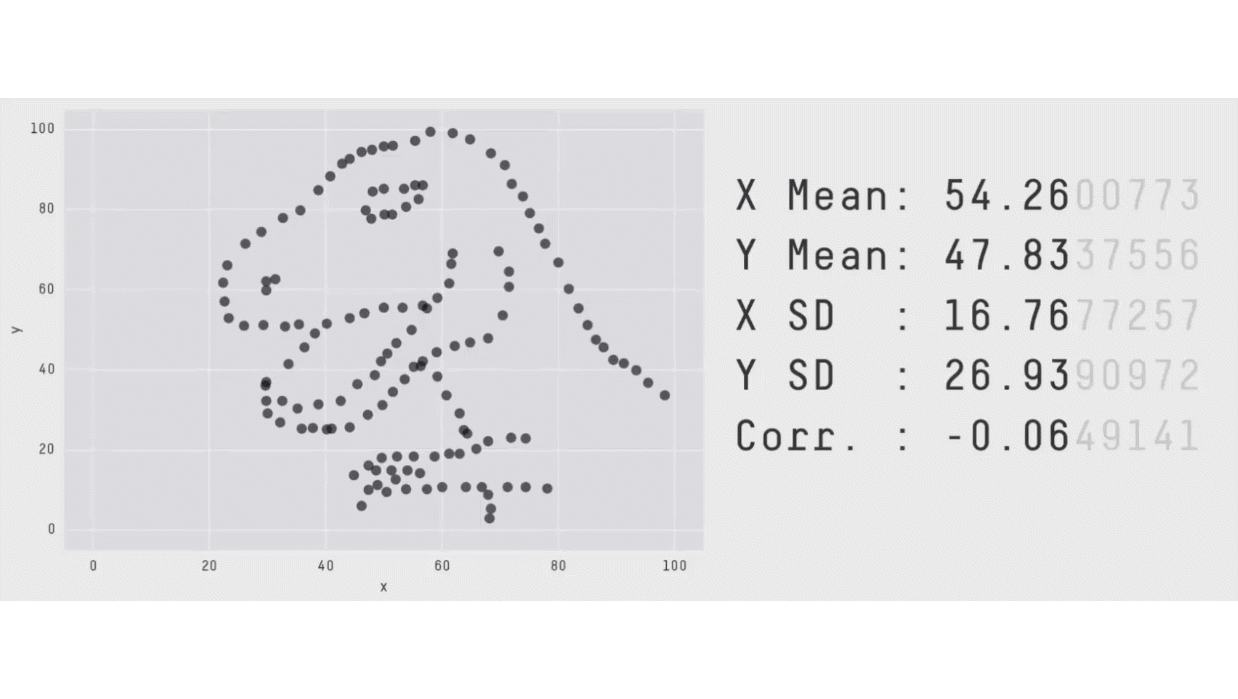 100
80
60
40
20
0
y
0 20 40 60 80 100
x
X Mean: 54.2600773
Y Mean: 47.8337556
X SD : 16.7677257
Y SD : 26.9390972
Corr. : -0.0649141